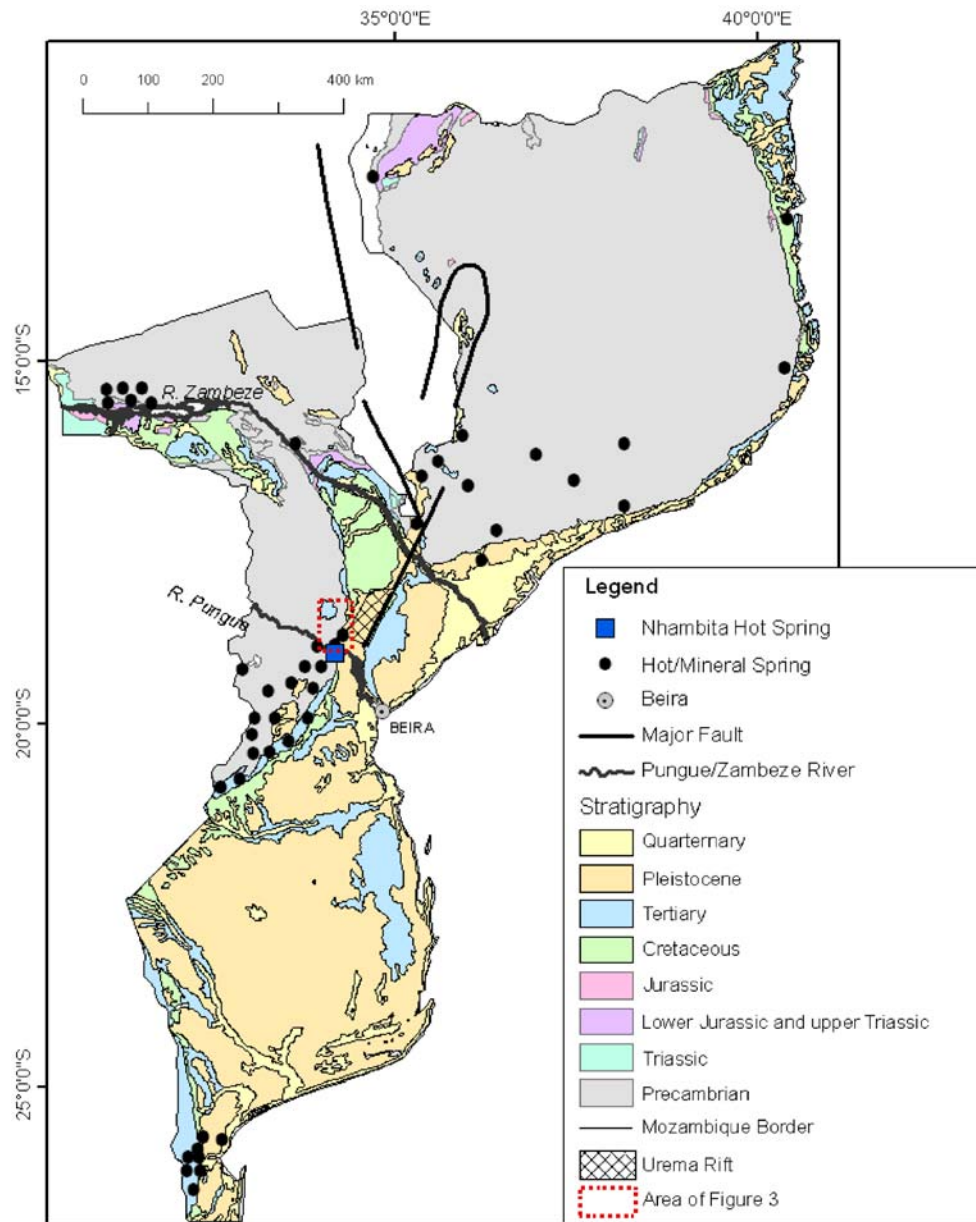 35°0'0"E
40°0'0"E
0
100
200
400 km
15°0'0"S
R. Zambeze
R. Pungue
BEIRA
20°0'0"S
25°0'0"S
Legend
Nhambita Hot Spring
Hot/Mineral Spring
Beira
Major Fault
Pungue/Zambeze River
Stratigraphy
Quarternary
Pleistocene
Tertiary
Cretaceous
Jurassic
Lower Jurassic and upper Triassic
Triassic
Precambrian
Mozambique Border
Urema Rift
Area of Figure 3